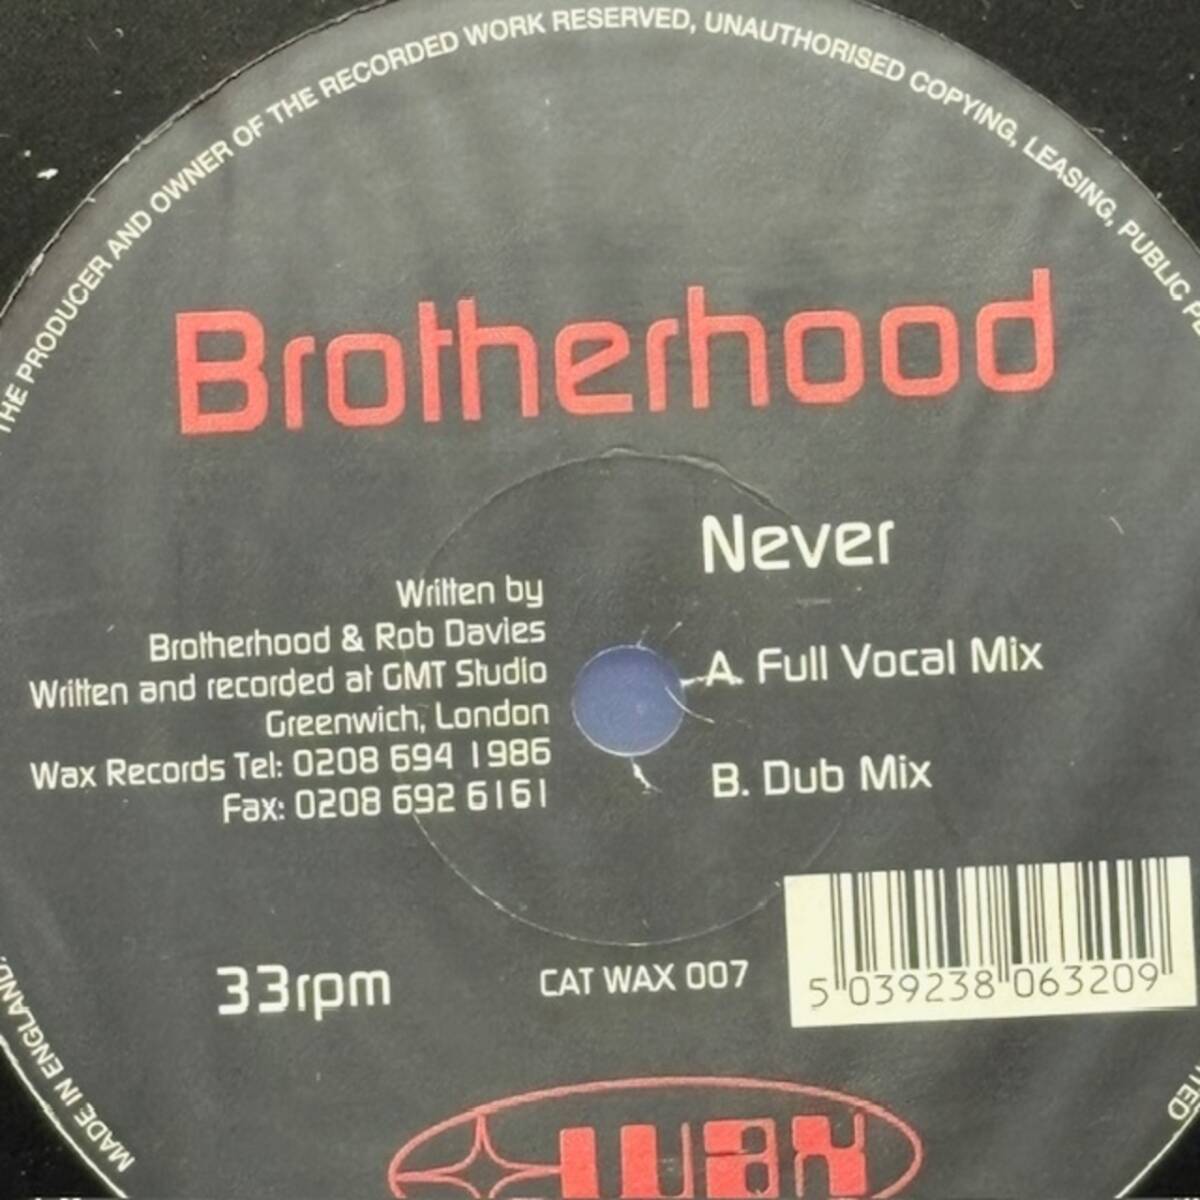 THE PRODUCER AND OWNER OF THE RECORDED WORK RESERVED, UNAUTHORISED COPYING, LEASING, PUBLIC
Brotherhood
Never
Written by
Brotherhood & Rob Davies
Written and recorded at GMT Studio
Greenwich, London
Wax Records Tel: 0208 694 1986
Fax: 0208 692 6161
A. Full Vocal Mix
B. Dub Mix
33rpm
CAT WAX 007
5 039238 063209
MADE IN ENGLAND.
wax